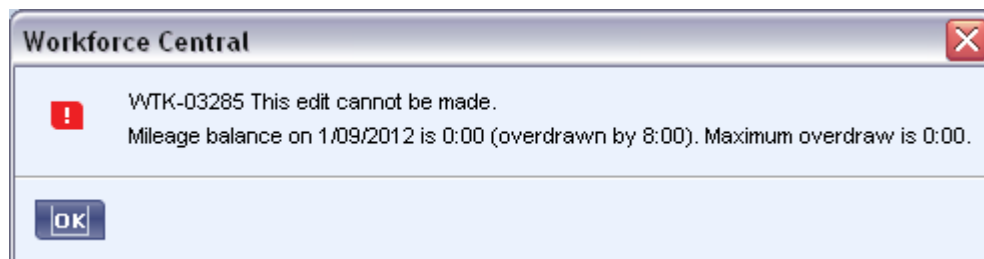 Workforce Central
WTK-03285 This edit cannot be made.
Mileage balance on 1/09/2012 is 0:00 (overdrawn by 8:00). Maximum overdraw is 0:00.
OK